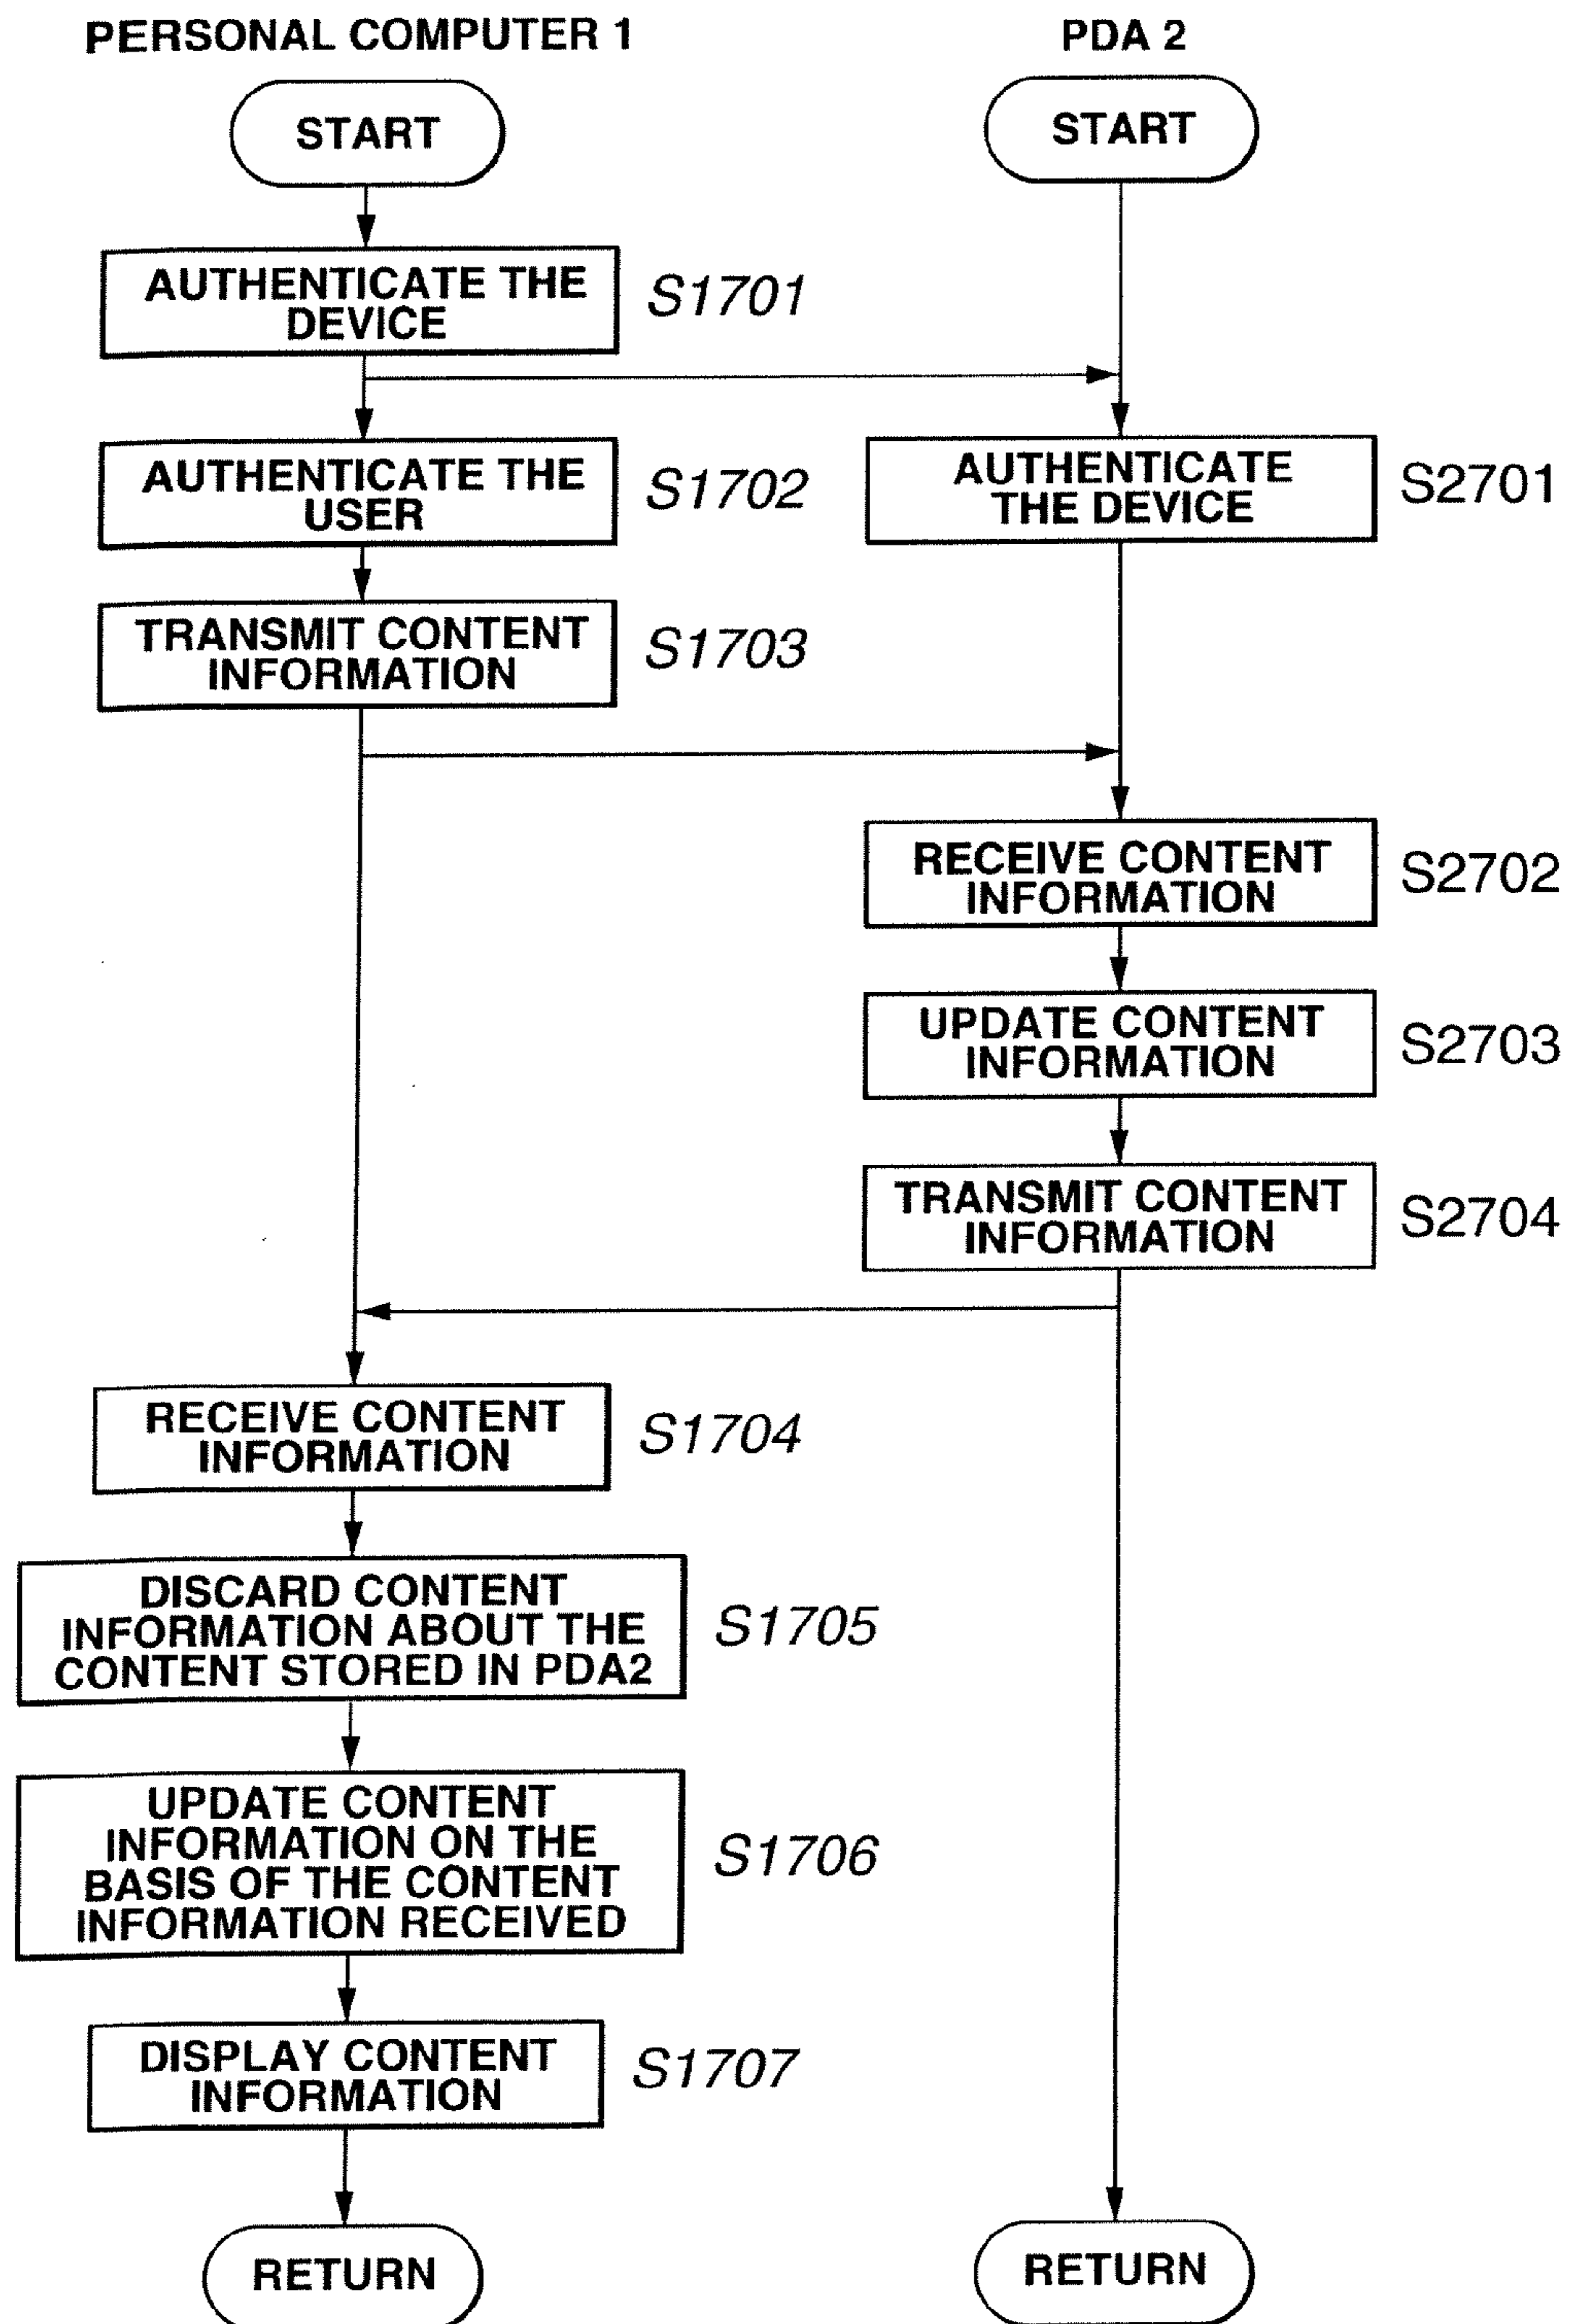 PERSONAL COMPUTER 1
PDA 2
START
START
AUTHENTICATE THE
DEVICE
S1701
AUTHENTICATE THE
USER
S1702
AUTHENTICATE
THE DEVICE
S2701
TRANSMIT CONTENT
INFORMATION
S1703
RECEIVE CONTENT
INFORMATION
S2702
UPDATE CONTENT
INFORMATION
S2703
TRANSMIT CONTENT
INFORMATION
S2704
RECEIVE CONTENT
INFORMATION
S1704
DISCARD CONTENT
INFORMATION ABOUT THE
CONTENT STORED IN PDA2
S1705
UPDATE CONTENT
INFORMATION ON THE
BASIS OF THE CONTENT
INFORMATION RECEIVED
S1706
DISPLAY CONTENT
INFORMATION
S1707
RETURN
RETURN